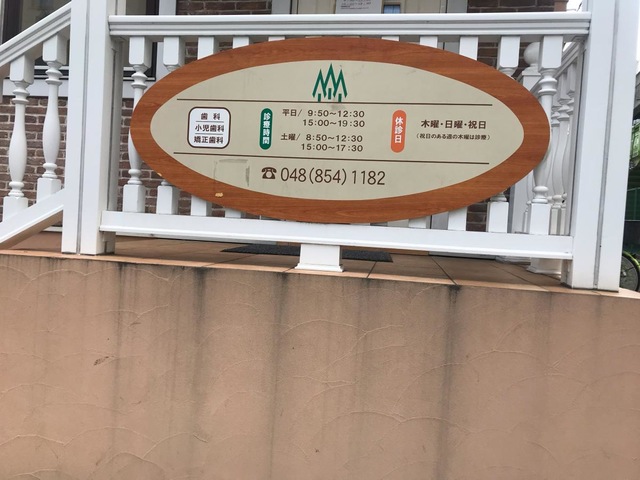 歯科
小児歯科
矯正歯科
診療時間
平日/ 9:50～12:30
15:00～19:30
土曜/ 8:50～12:30
15:00～17:30
休診日
木曜・日曜・祝日
（祝日のある週の木曜は診療）
☎048(854)1182